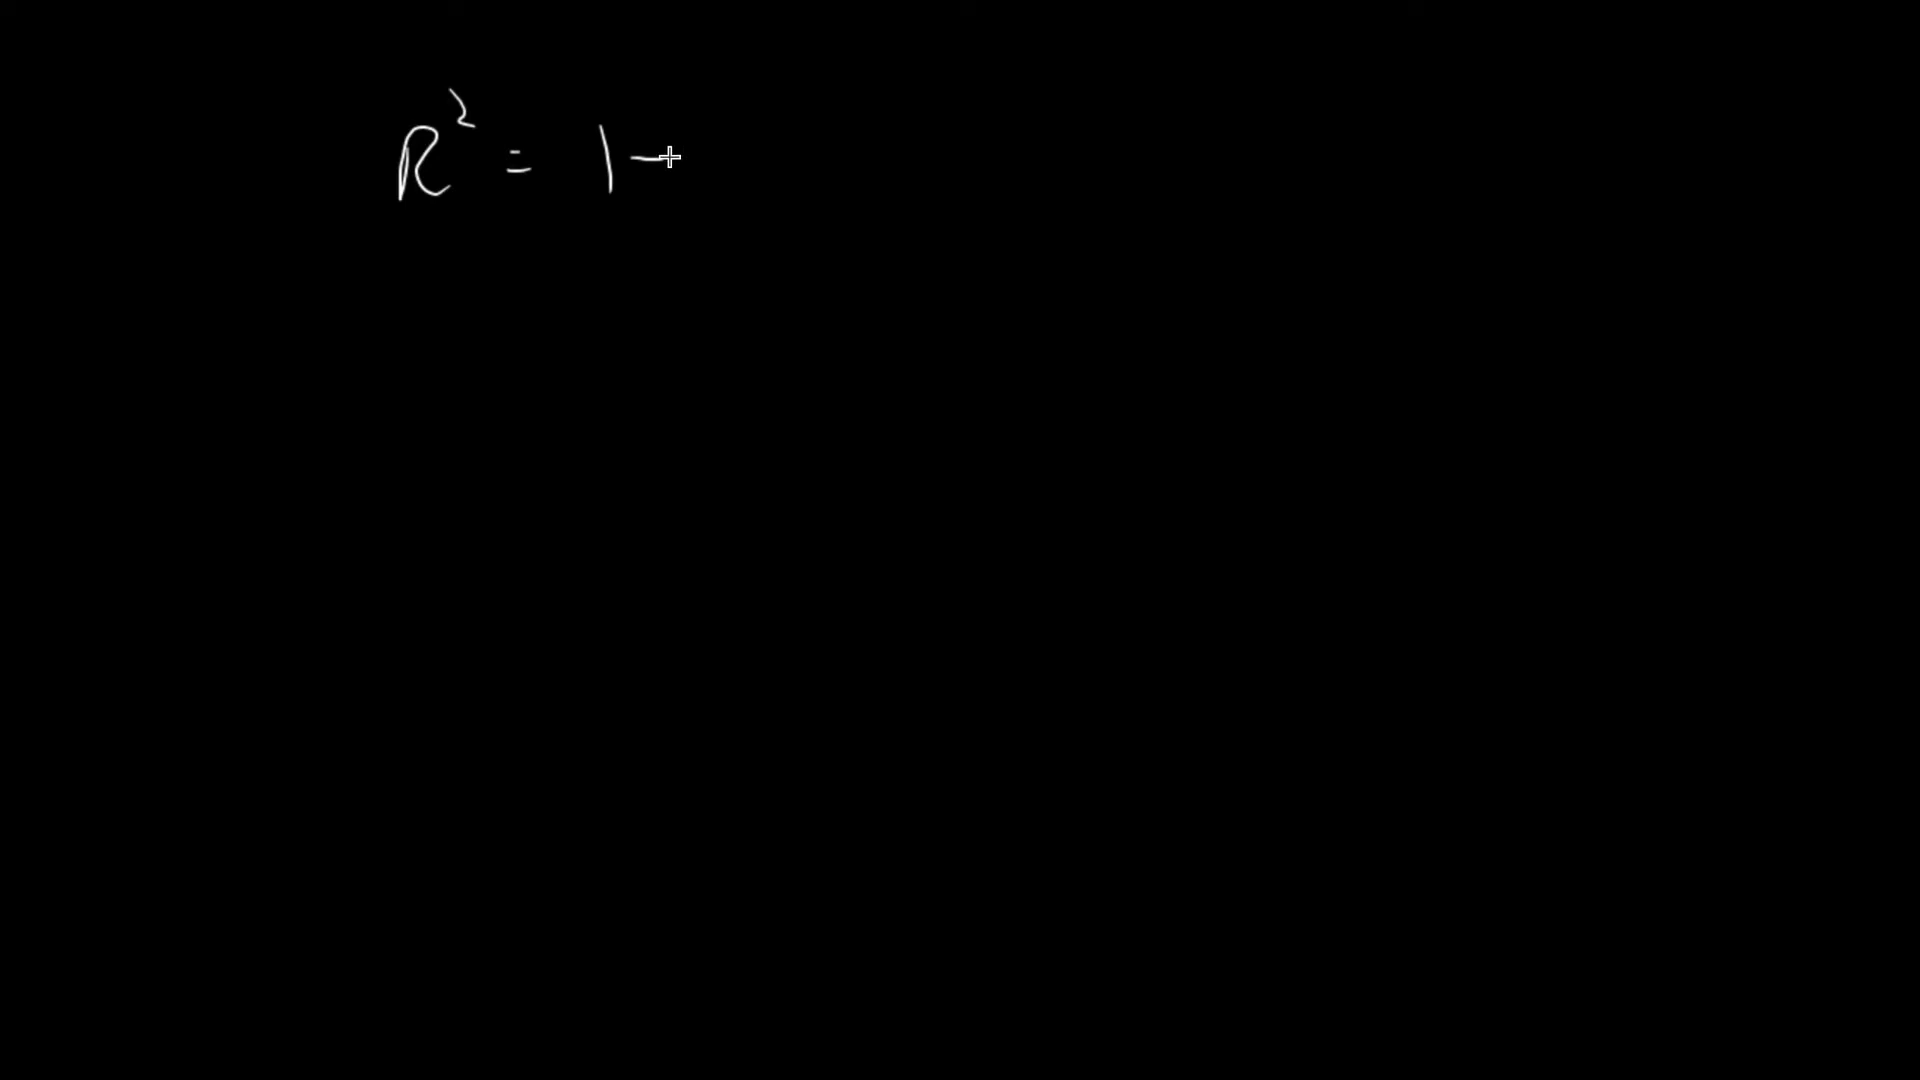 R² = 1 -